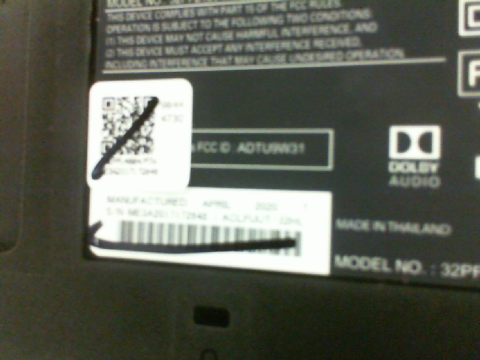 THIS DEVICE COMPLIES WITH PART 15 OF THE FCC RULES.
OPERATION IS SUBJECT TO THE FOLLOWING TWO CONDITIONS:
(1) THIS DEVICE MAY NOT CAUSE HARMFUL INTERFERENCE, AND
(2) THIS DEVICE MUST ACCEPT ANY INTERFERENCE RECEIVED,
INCLUDING INTERFERENCE THAT MAY CAUSE UNDESIRED OPERATION.
4730
FCC ID : ADTU9W31
DOLBY
AUDIO
MANUFACTURED APRIL 2020
S/N
MADE IN THAILAND
MODEL NO. : 32PF